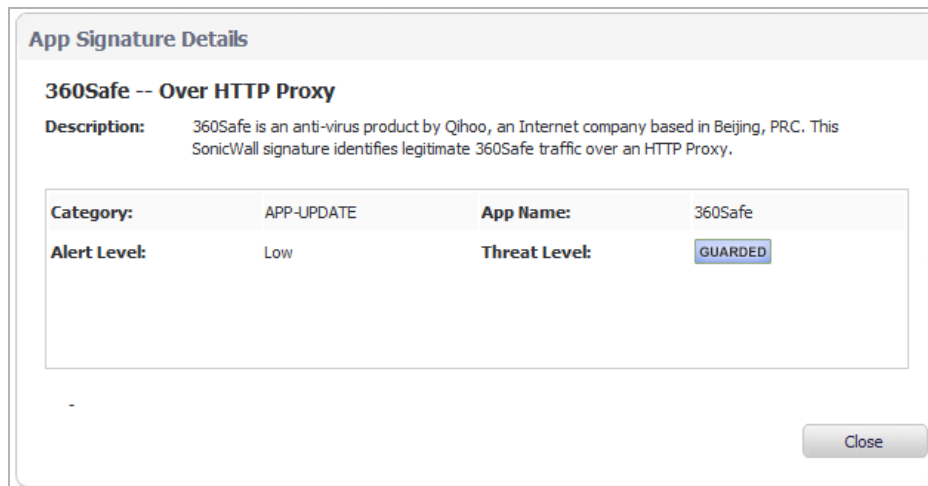 App Signature Details
360Safe -- Over HTTP Proxy
Description: 360Safe is an anti-virus product by Qihoo, an Internet company based in Beijing, PRC. This
SonicWall signature identifies legitimate 360Safe traffic over an HTTP Proxy.
Category: APP-UPDATE App Name: 360Safe
Alert Level: Low Threat Level: GUARDED
-
Close